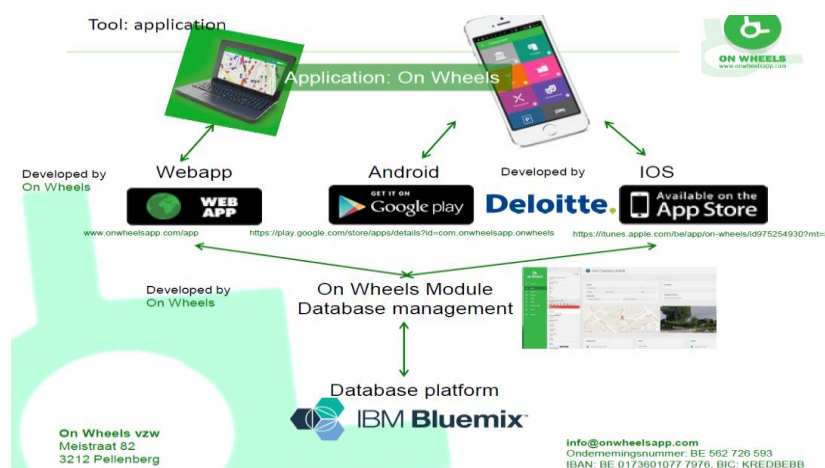 Tool: application
ON WHEELS
www.onwheelsapp.com
Application: On Wheels
Developed by
On Wheels
Webapp
WEB
APP
www.onwheelsapp.com/app
Android
GET IT ON
Google play
https://play.google.com/store/apps/details?id=com.onwheelsapp.onwheels
Developed by
Deloitte.
IOS
Available on the
App Store
https://itunes.apple.com/be/app/on-wheels/id975254930?mt=
Developed by
On Wheels
On Wheels Module
Database management
Database platform
IBM Bluemix
On Wheels vzw
Meistraat 82
3212 Pellenberg
info@onwheelsapp.com
Ondernemingsnummer: BE 562 726 593
IBAN: BE 0173601077 7976, BIC: KREDBEBB